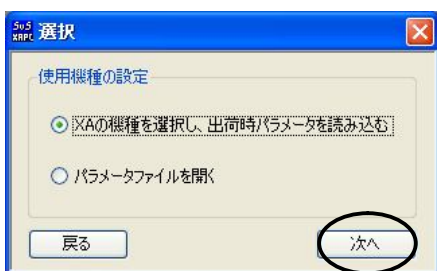 SUS XRPC 選択
使用機種の設定
XAの機種を選択し、出荷時パラメータを読み込む
パラメータファイルを開く
戻る
次へ